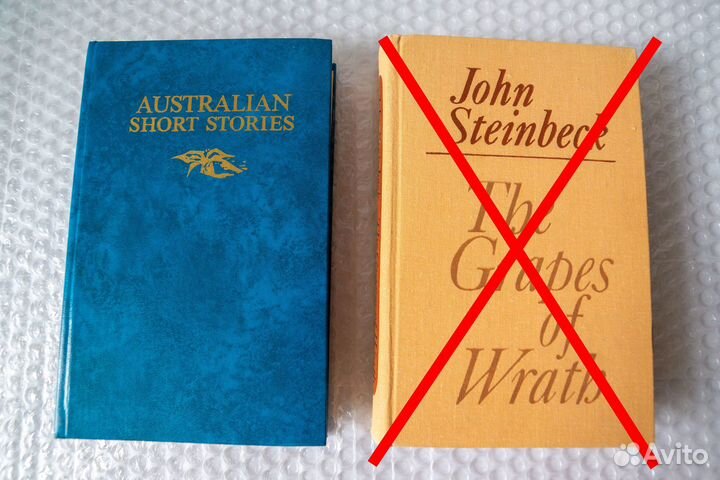 AUSTRALIAN
SHORT STORIES
John
Steinbeck
The
Grapes
of
Wrath
Avito